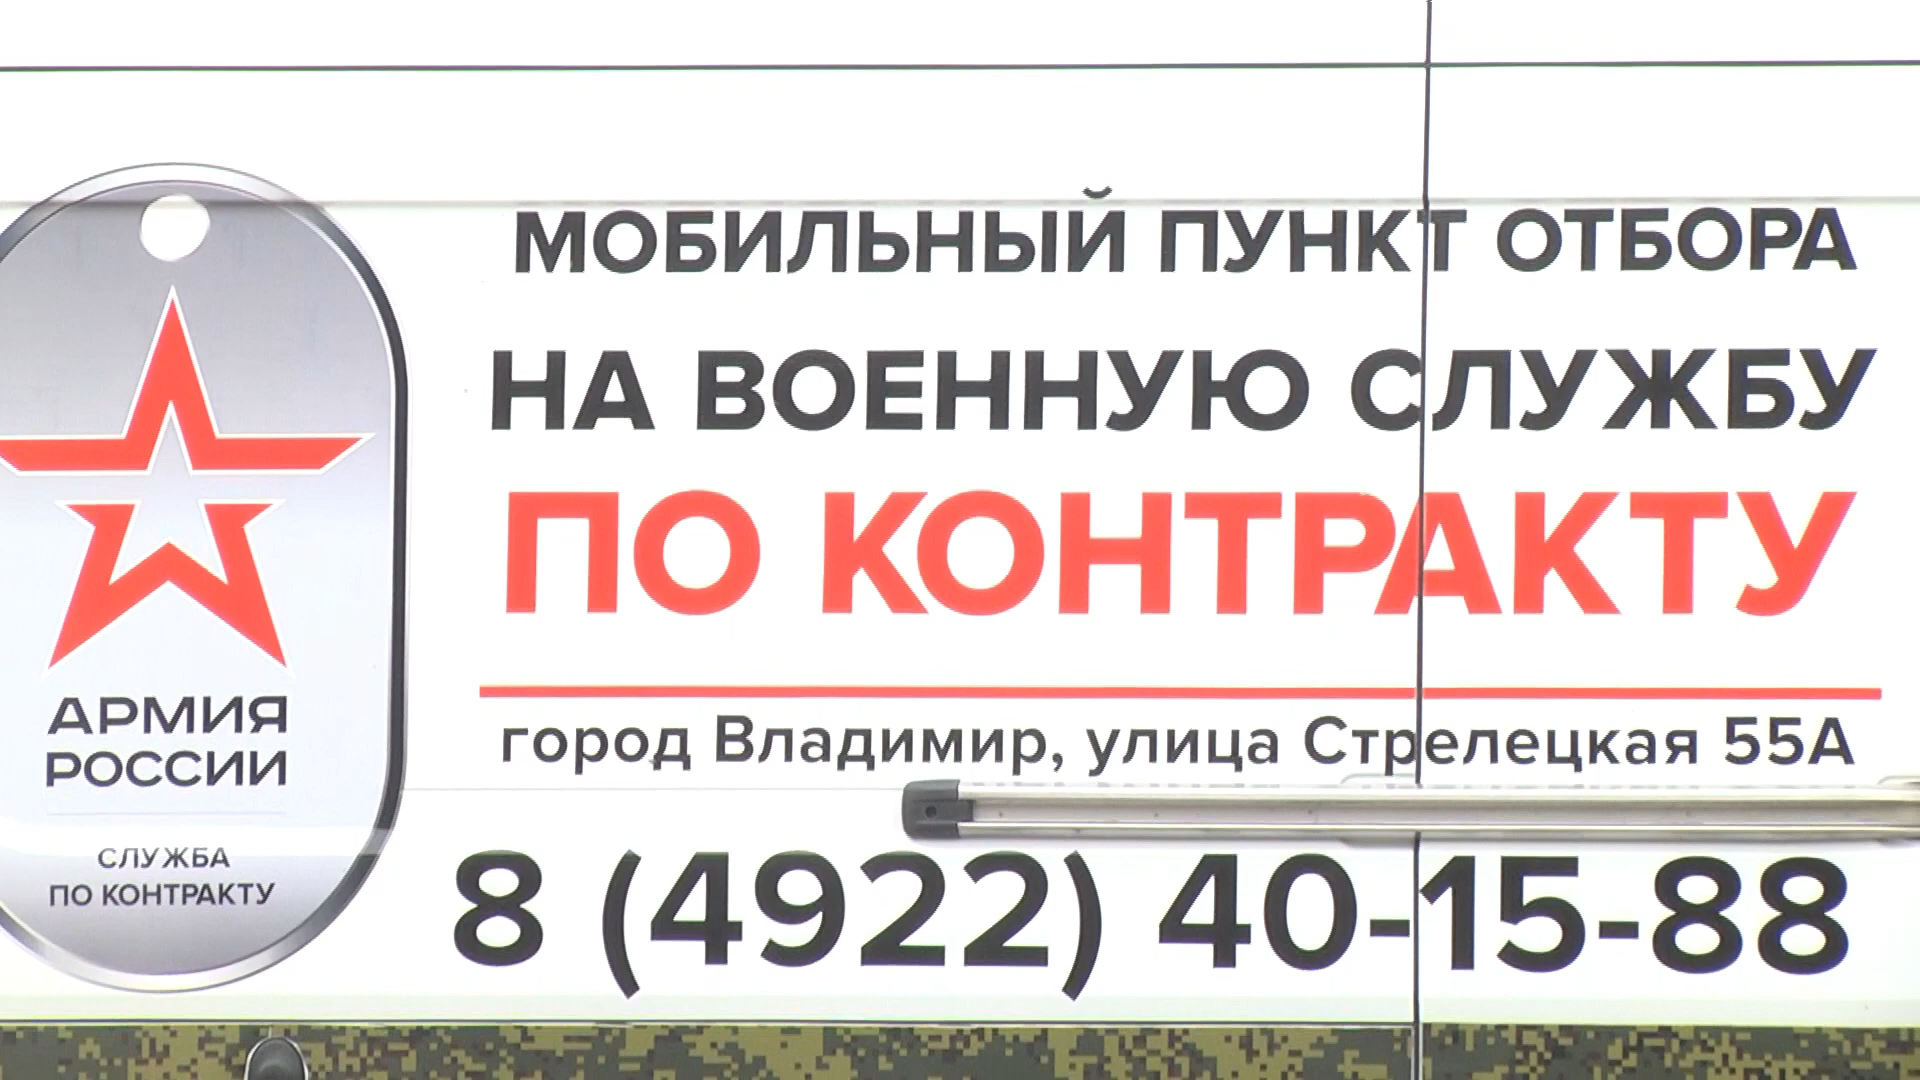 МОБИЛЬНЫЙ ПУНКТ ОТБОРА
НА ВОЕННУЮ СЛУЖБУ
ПО КОНТРАКТУ
город Владимир, улица Стрелецкая 55А
8 (4922) 40-15-88
АРМИЯ
РОССИИ
СЛУЖБА
ПО КОНТРАКТУ